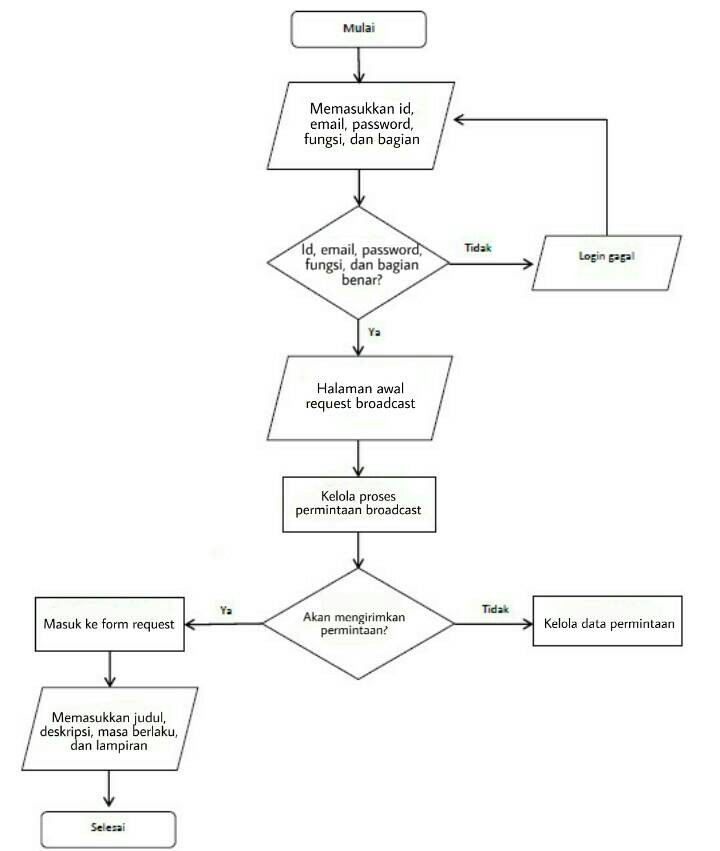 Mulai
Memasukkan id,
email, password,
fungsi, dan bagian
Id, email, password,
fungsi, dan bagian
benar?
Tidak
Login gagal
Ya
Halaman awal
request broadcast
Kelola proses
permintaan broadcast
Akan mengirimkan
permintaan?
Ya
Tidak
Masuk ke form request
Kelola data permintaan
Memasukkan judul,
deskripsi, masa berlaku,
dan lampiran
Selesai